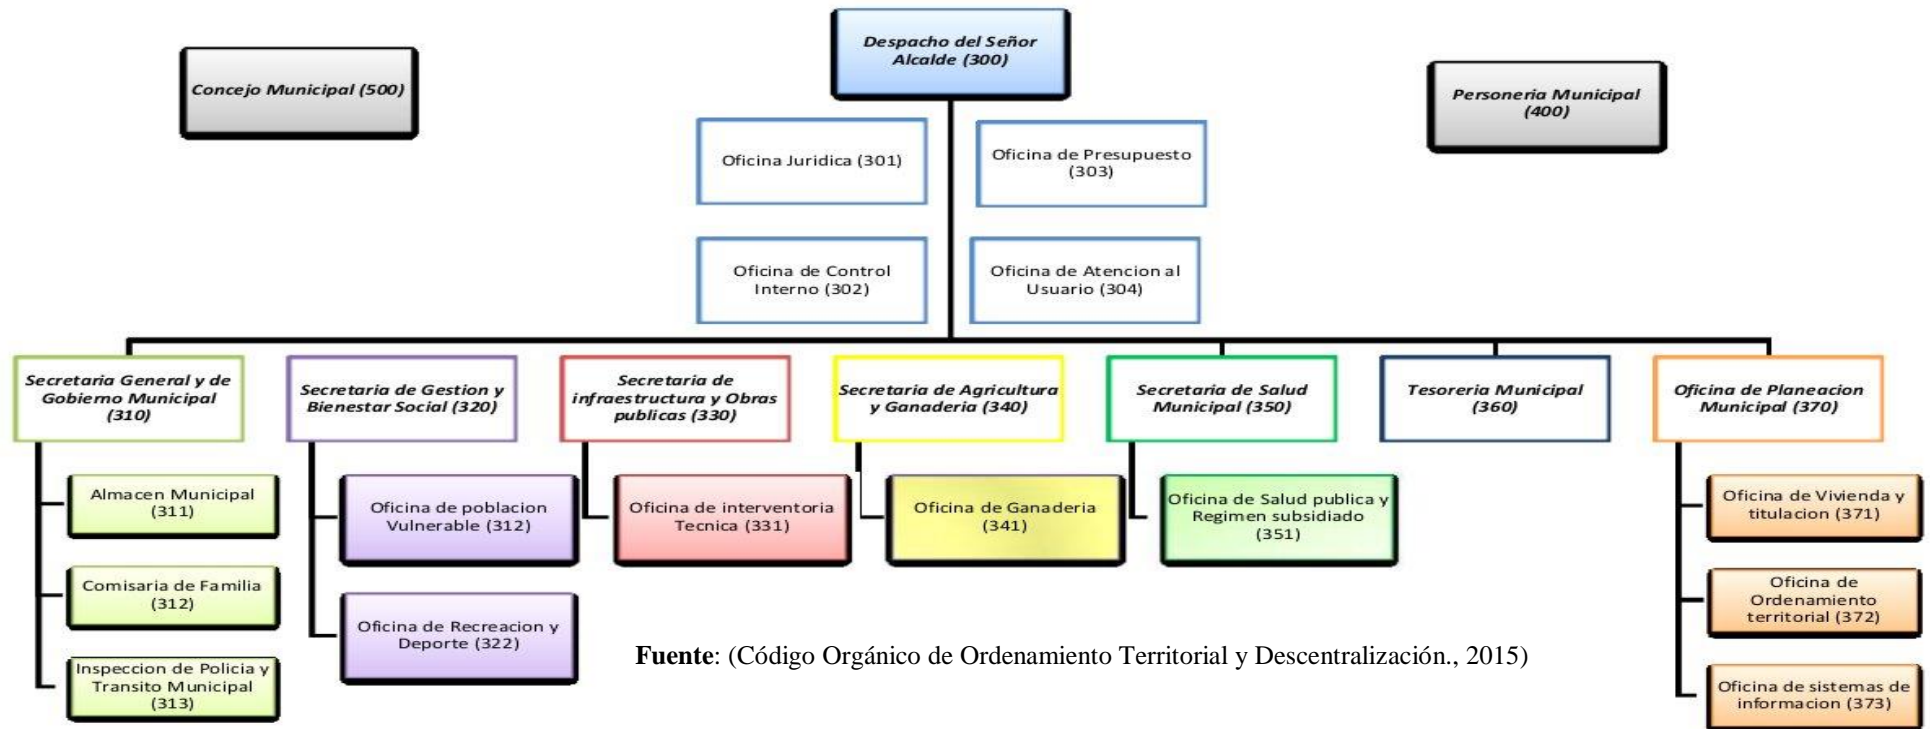 Despacho del Señor
Alcalde (300)
Concejo Municipal (500)
Personeria Municipal
(400)
Oficina Juridica (301)
Oficina de Presupuesto
(303)
Oficina de Control
Interno (302)
Oficina de Atencion al
Usuario (304)
Secretaria General y de
Gobierno Municipal
(310)
Secretaria de Gestion y
Bienestar Social (320)
Secretaria de
infraestructura y Obras
publicas (330)
Secretaria de Agricultura
y Ganaderia (340)
Secretaria de Salud
Municipal (350)
Tesoreria Municipal
(360)
Oficina de Planeacion
Municipal (370)
Almacen Municipal
(311)
Comisaria de Familia
(312)
Inspeccion de Policia y
Transito Municipal
(313)
Oficina de poblacion
Vulnerable (312)
Oficina de Recreacion y
Deporte (322)
Oficina de interventoria
Tecnica (331)
Oficina de Ganaderia
(341)
Oficina de Salud publica y
Regimen subsidiado
(351)
Oficina de Vivienda y
titulacion (371)
Oficina de
Ordenamiento
territorial (372)
Oficina de sistemas de
informacion (373)
Fuente: (Código Orgánico de Ordenamiento Territorial y Descentralización., 2015)